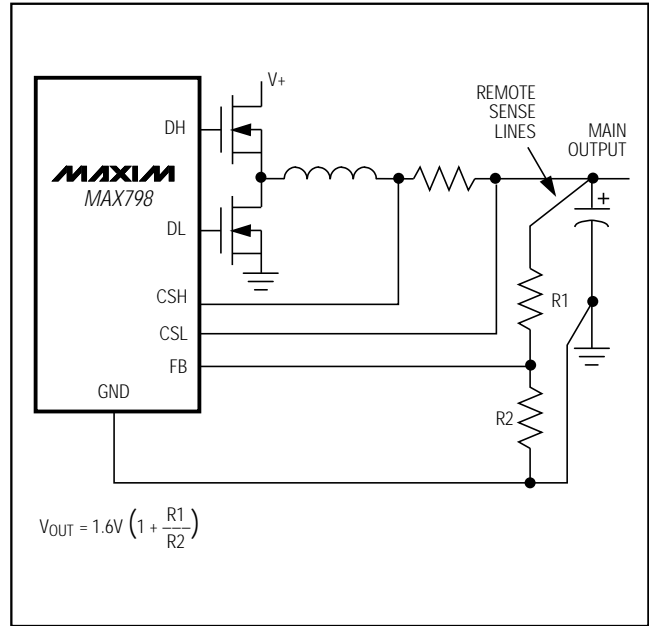 V+
DH
REMOTE
SENSE
LINES
MAIN
OUTPUT
MAXIM
MAX798
+
DL
CSH
R1
CSL
FB
GND
R2
VOUT = 1.6V (1 + R1/R2)